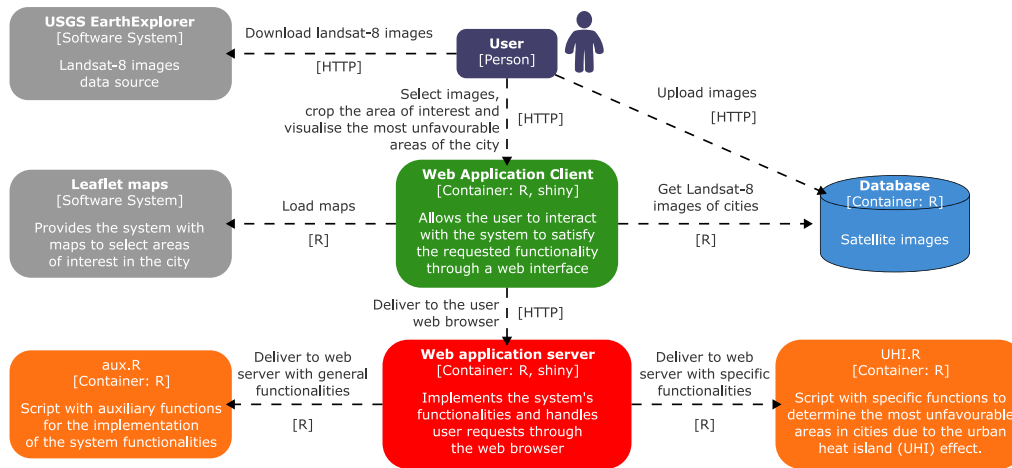 USGS EarthExplorer
[Software System]
Landsat-8 images
data source
Download landsat-8 images
[HTTP]
User
[Person]
Select images,
crop the area of interest and
visualise the most unfavourable
areas of the city
[HTTP]
Upload images
[HTTP]
Leaflet maps
[Software System]
Provides the system with
maps to select areas
of interest in the city
Load maps
[R]
Web Application Client
[Container: R, shiny]
Allows the user to interact
with the system to satisfy
the requested functionality
through a web interface
Get Landsat-8
images of cities
[R]
Database
[Container: R]
Satellite images
Deliver to the user
web browser
[HTTP]
aux.R
[Container: R]
Script with auxiliary functions
for the implementation
of the system functionalities
Deliver to web
server with general
functionalities
[R]
Web application server
[Container: R, shiny]
Implements the system's
functionalities and handles
user requests through
the web browser
Deliver to web
server with specific
functionalities
[R]
UHI.R
[Container: R]
Script with specific functions to
determine the most unfavourable
areas in cities due to the urban
heat island (UHI) effect.